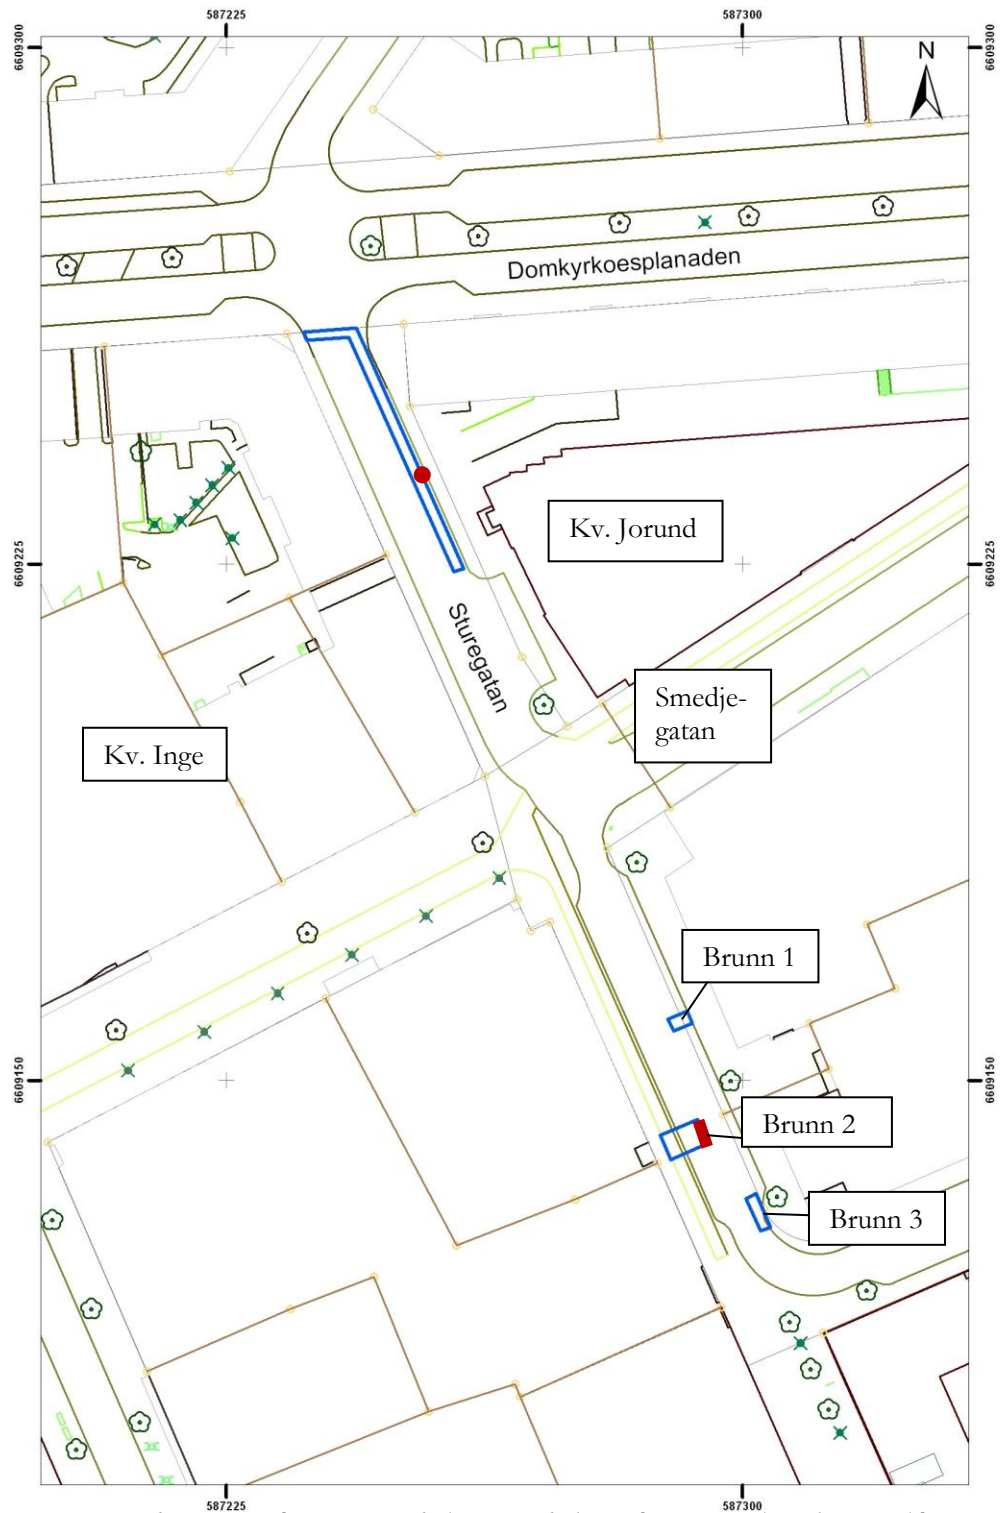 587225
587300
6609300
6609300
N
Domkyrkoesplanaden
Kv. Jorund
6609225
6609225
Sturegatan
Smedje-
gatan
Kv. Inge
Brunn 1
6609150
6609150
Brunn 2
Brunn 3
587225
587300